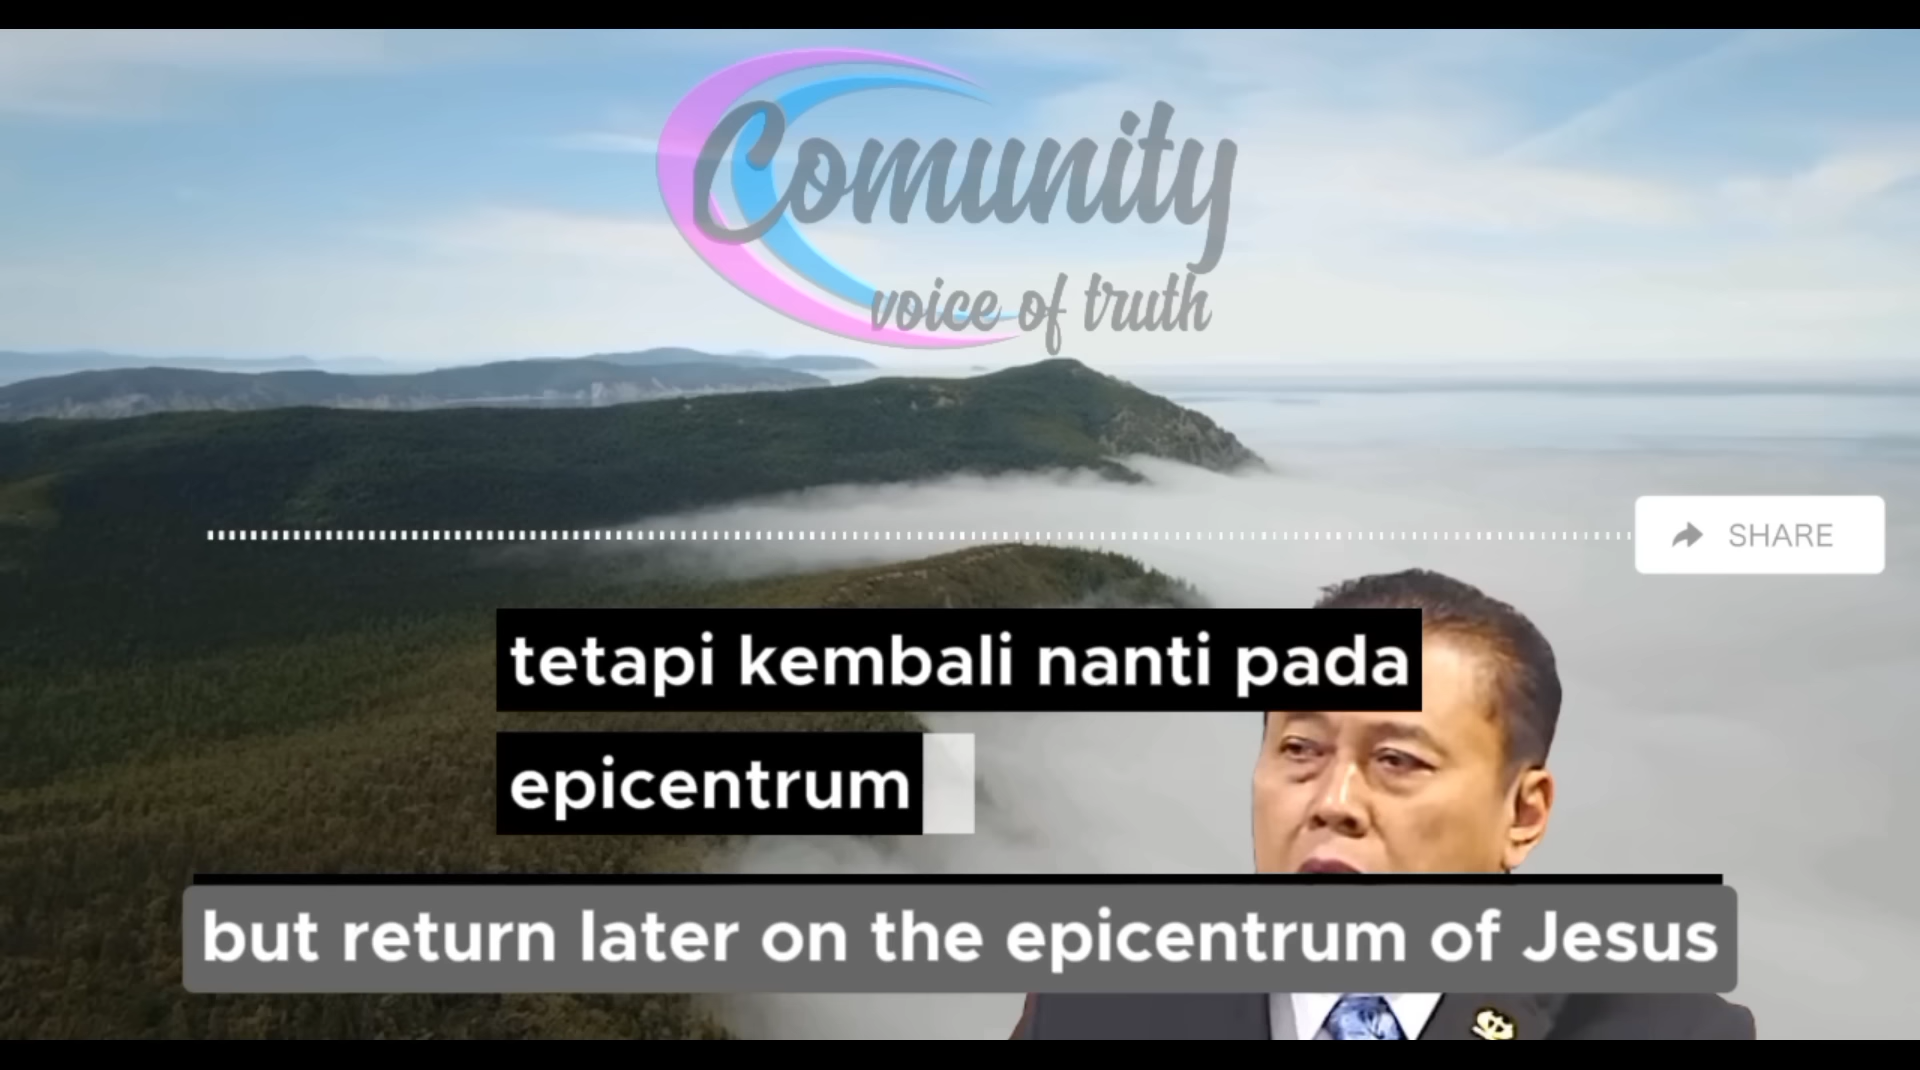 Comunity
voice of truth
SHARE
tetapi kembali nanti pada
epicentrum
but return later on the epicentrum of Jesus